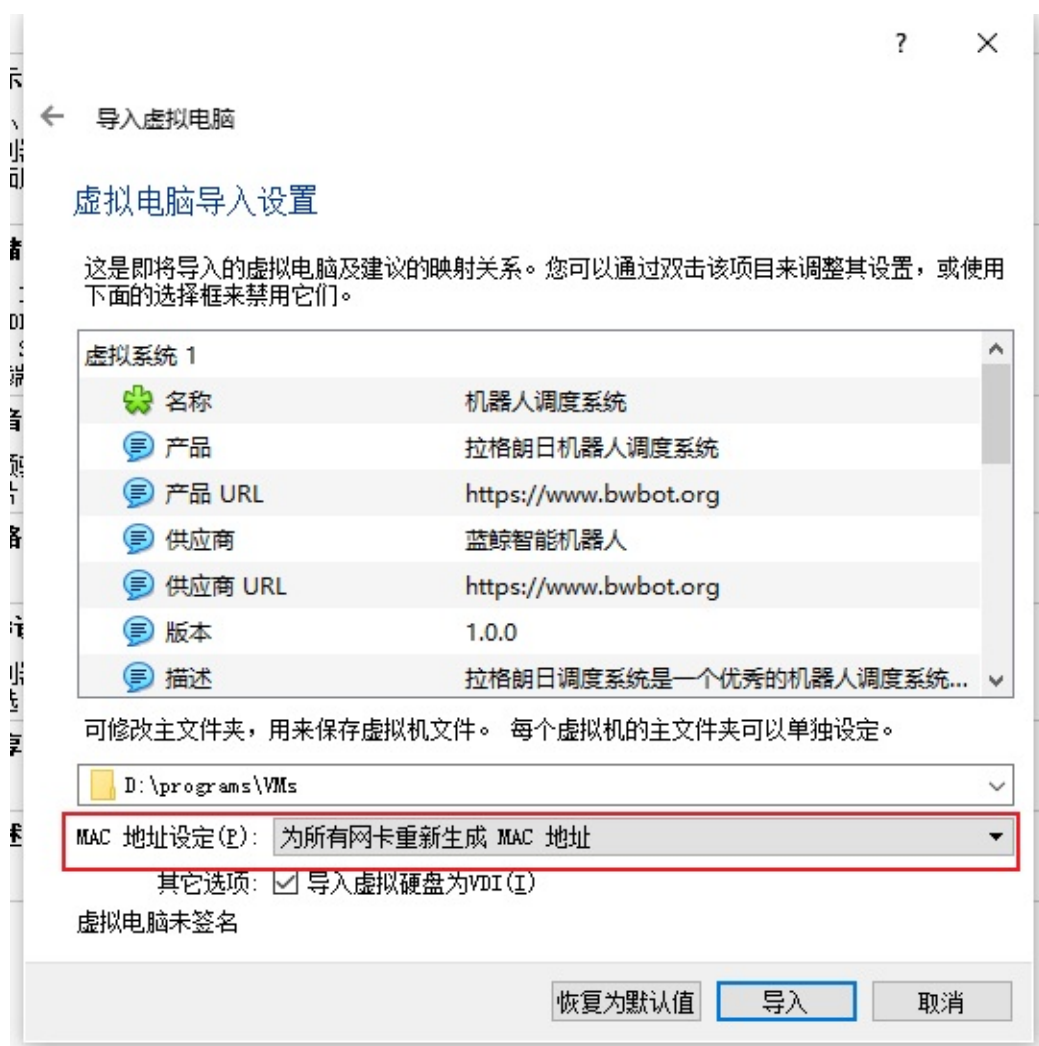 ?
导入虚拟电脑
虚拟电脑导入设置
这是即将导入的虚拟电脑及建议的映射关系。您可以通过双击该项目来调整其设置，或使用
下面的选择框来禁用它们。
虚拟系统 1
名称 机器人调度系统
产品 拉格朗日机器人调度系统
产品 URL https://www.bwbot.org
供应商 蓝鲸智能机器人
供应商 URL https://www.bwbot.org
版本 1.0.0
描述 拉格朗日调度系统是一个优秀的机器人调度系统...
可修改主文件夹，用来保存虚拟机文件。 每个虚拟机的主文件夹可以单独设定。
D:\programs\VMs
MAC 地址设定(P): 为所有网卡重新生成 MAC 地址
其它选项: 导入虚拟硬盘为VDI(I)
虚拟电脑未签名
恢复为默认值 导入 取消